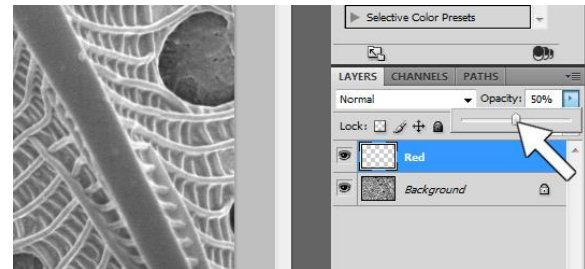 Selective Color Presets
LAYERS CHANNELS PATHS
Normal Opacity: 50%
Lock:
Red
Background